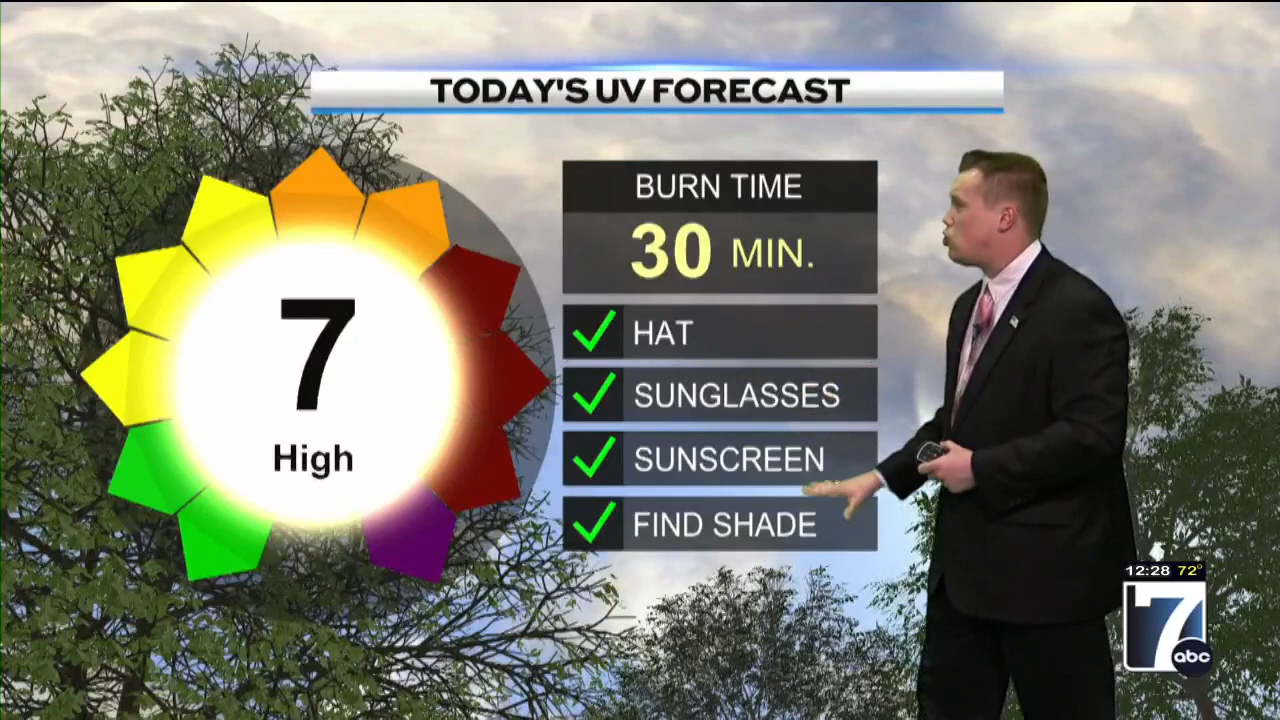 TODAY'S UV FORECAST
BURN TIME
30 MIN.
7
High
HAT
SUNGLASSES
SUNSCREEN
FIND SHADE
12:28 72°
7
abc